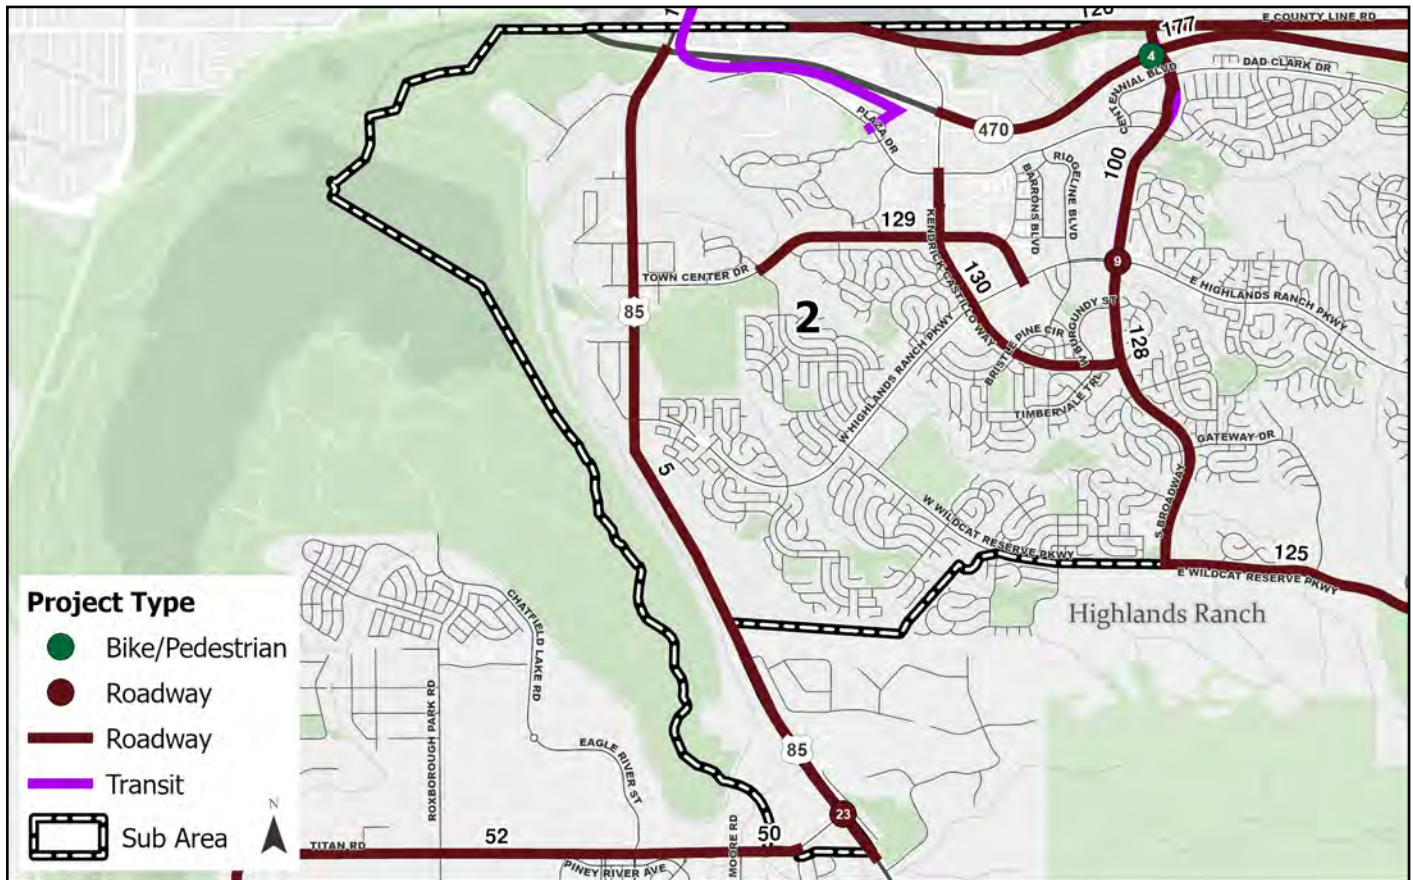 126
E COUNTY LINE RD
177
4
DAD CLARK DR
CENTENNIAL BLVD
PLAZA DR
470
100
RIDGELINE BLVD
BARRONS BLVD
129
KENDRICK CASTILLO WAY
TOWN CENTER DR
130
9
E HIGHLANDS RANCH PKWY
85
2
W BURGUNDY ST
BRISTLE PINE CIR
128
W HIGHLANDS RANCH PKWY
TIMBERVALE TRL
GATEWAY DR
5
S BROADWAY
W WILDCAT RESERVE PKWY
125
E WILDCAT RESERVE PKWY
Highlands Ranch
Project Type
Bike/Pedestrian
Roadway
Roadway
Transit
Sub Area
N
CHATFIELD LAKE RD
ROXBOROUGH PARK RD
EAGLE RIVER ST
85
23
MOORE RD
50
52
TITAN RD
PINEY RIVER AVE